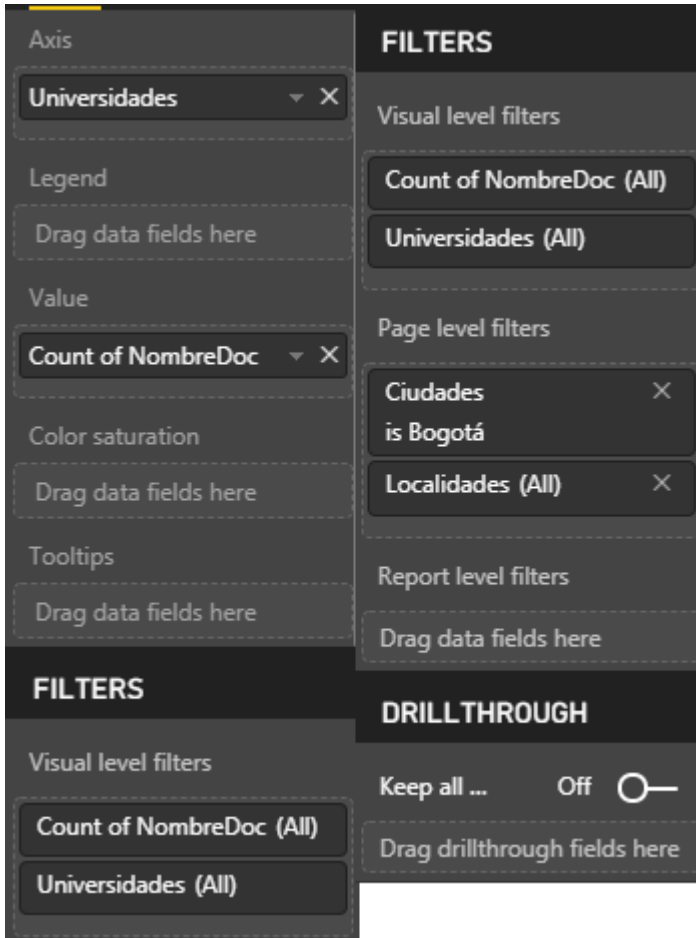 Axis
Universidades
Legend
Drag data fields here
Value
Count of NombreDoc
Color saturation
Drag data fields here
Tooltips
Drag data fields here
FILTERS
Visual level filters
Count of NombreDoc (All)
Universidades (All)
FILTERS
Visual level filters
Count of NombreDoc (All)
Universidades (All)
Page level filters
Ciudades
is Bogotá
Localidades (All)
Report level filters
Drag data fields here
DRILLTHROUGH
Keep all ... Off
Drag drillthrough fields here